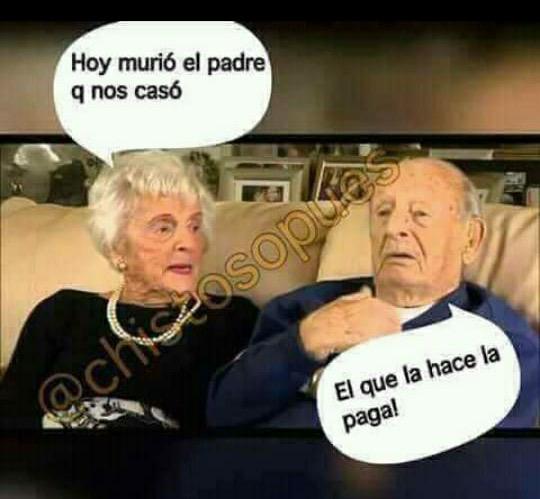 Hoy murió el padre
q nos casó
@chistosopues
El que la hace la
paga!